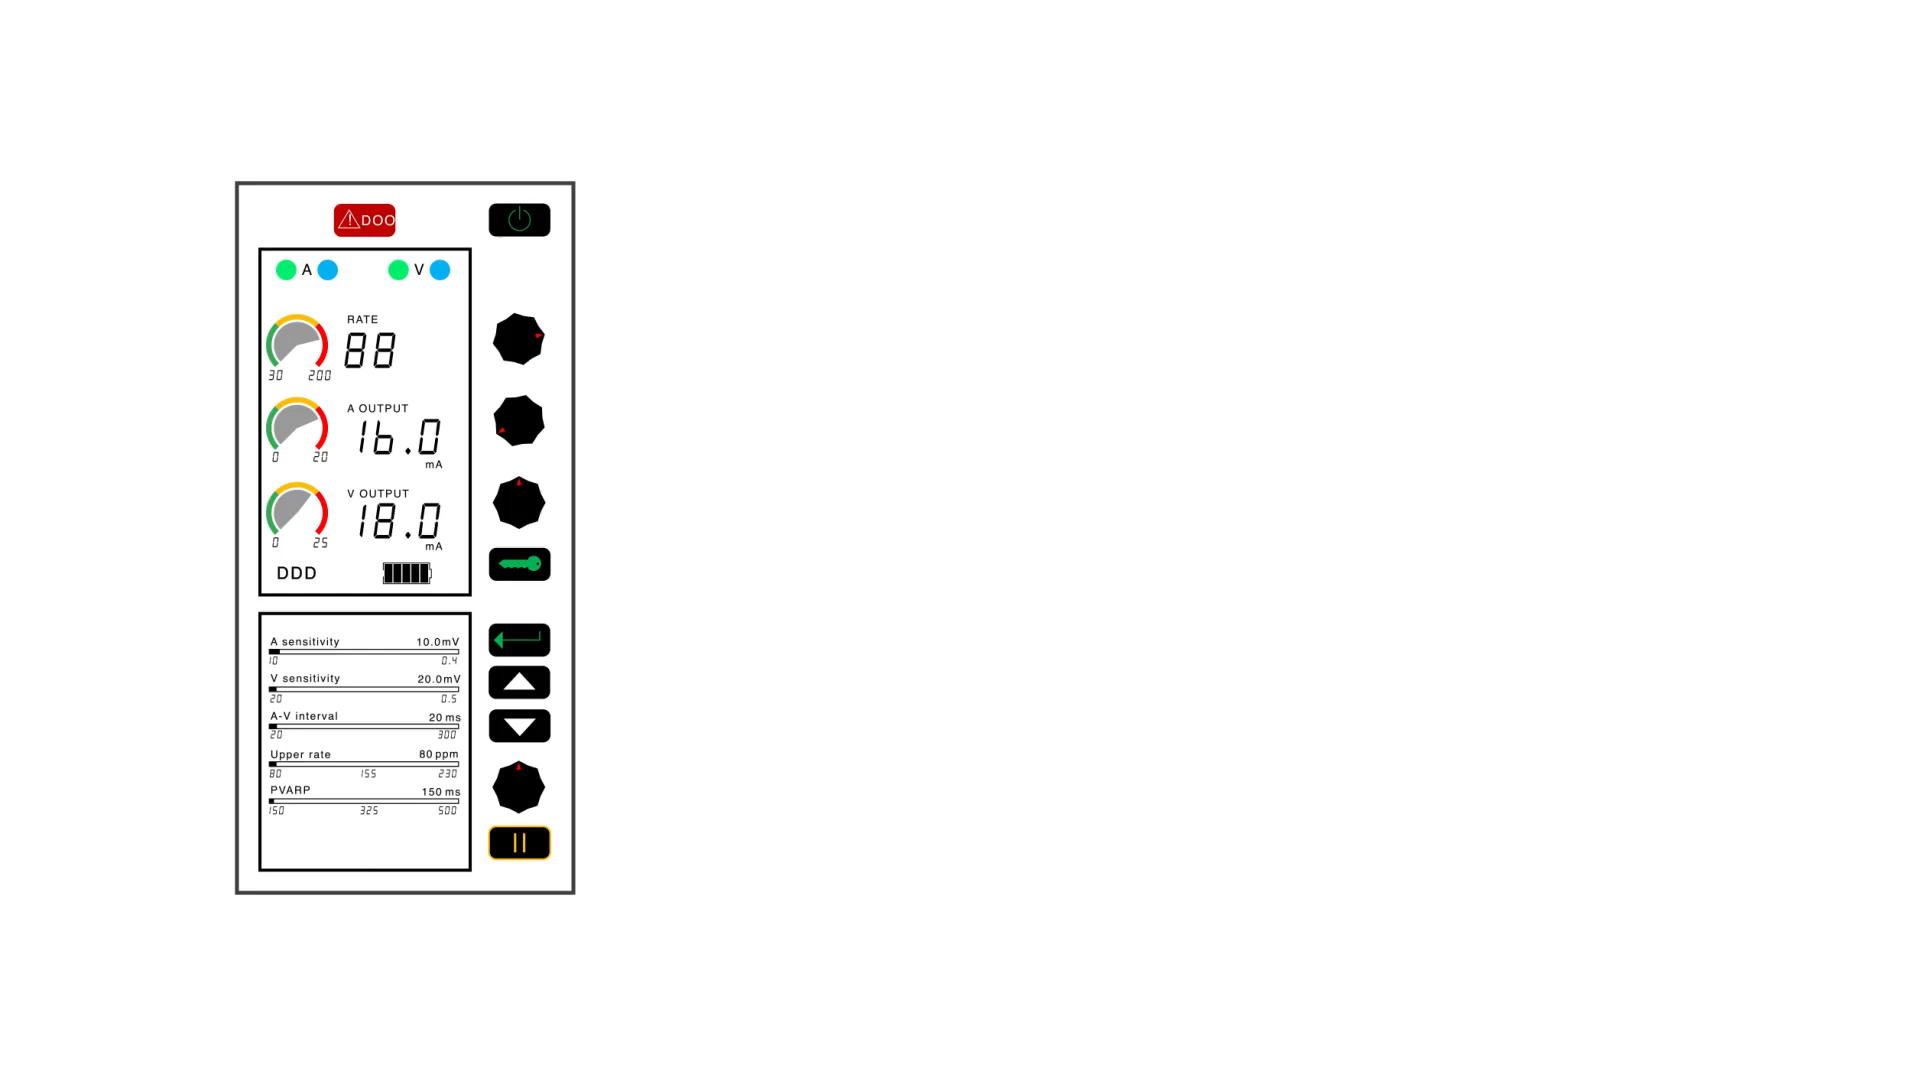 DOO
A V
RATE
88
30 200
A OUTPUT
16.0
0 20
mA
V OUTPUT
18.0
0 25
mA
DDD
A sensitivity 10.0mV
10 0.4
V sensitivity 20.0mV
20 0.5
A-V interval 20 ms
20 300
Upper rate 80 ppm
80 155 230
PVARP 150 ms
150 325 500